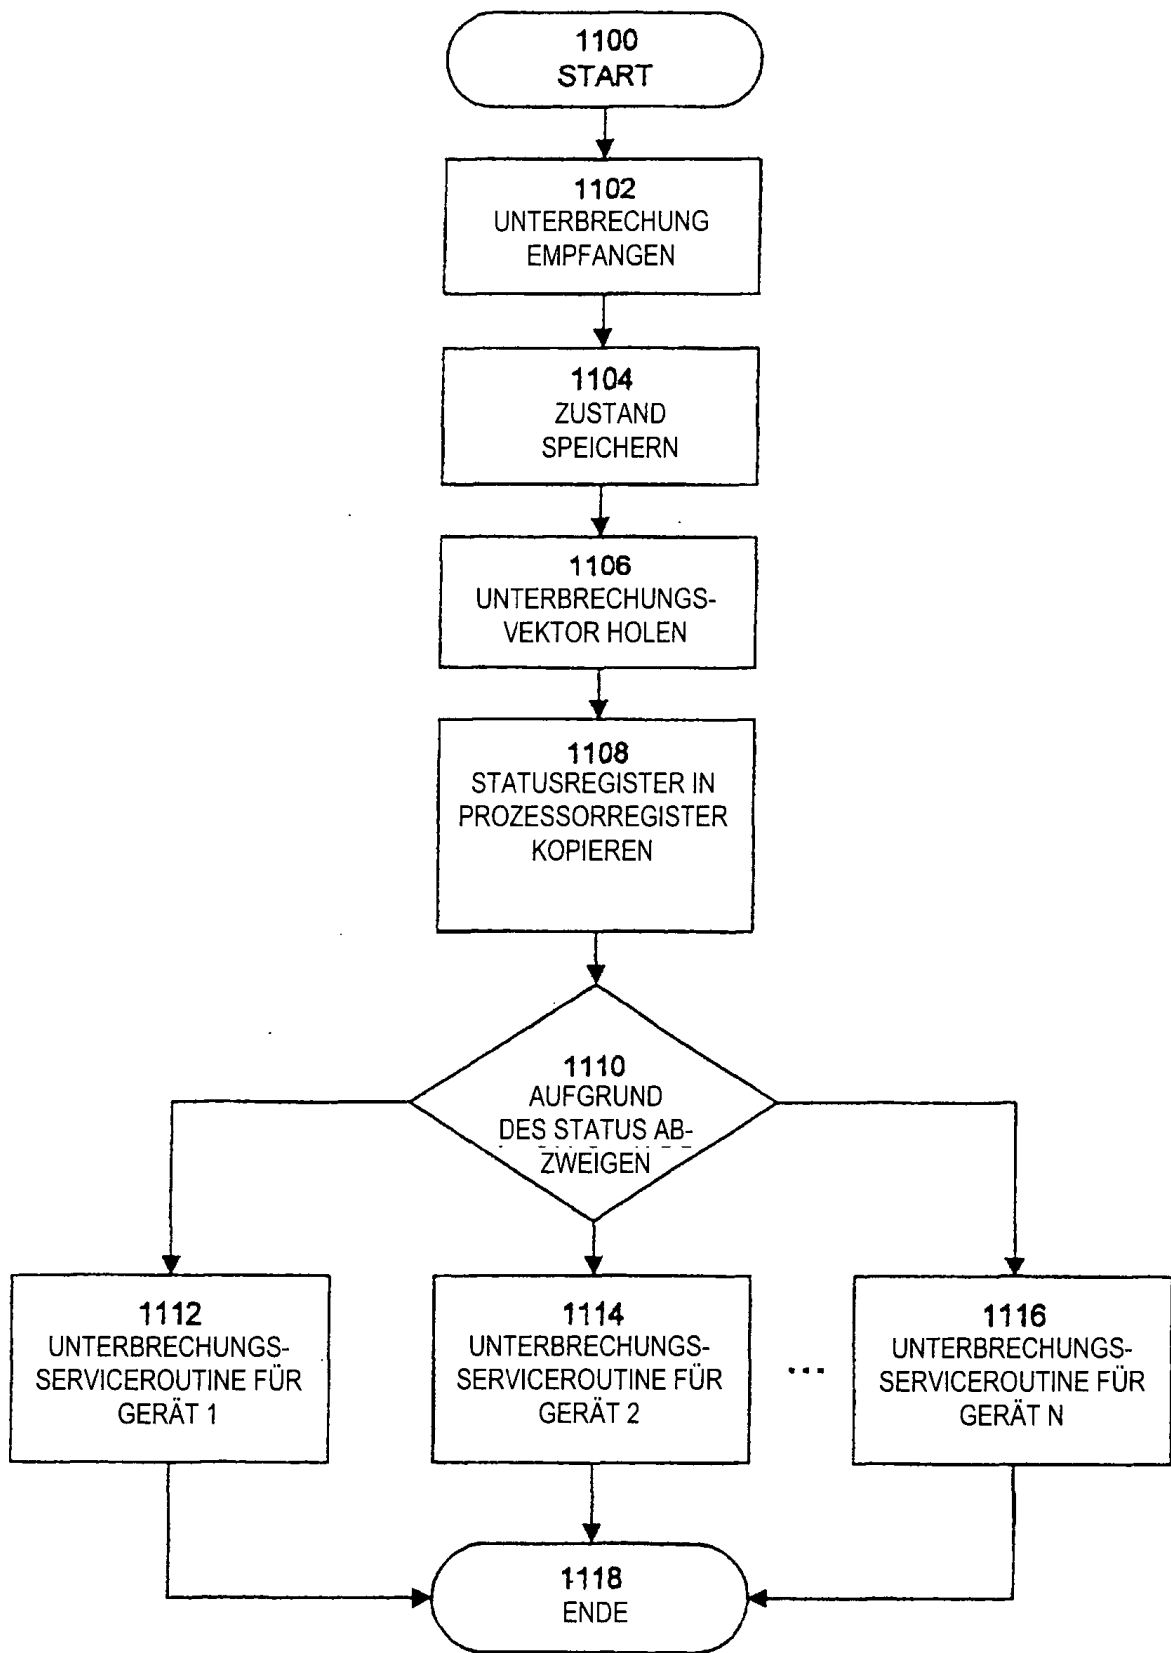 1100
START
1102
UNTERBRECHUNG
EMPFANGEN
1104
ZUSTAND
SPEICHERN
1106
UNTERBRECHUNGS-
VEKTOR HOLEN
1108
STATUSREGISTER IN
PROZESSORREGISTER
KOPIEREN
1110
AUFGRUND
DES STATUS AB-
ZWEIGEN
1112
UNTERBRECHUNGS-
SERVICEROUTINE FÜR
GERÄT 1
1114
UNTERBRECHUNGS-
SERVICEROUTINE FÜR
GERÄT 2
...
1116
UNTERBRECHUNGS-
SERVICEROUTINE FÜR
GERÄT N
1118
ENDE